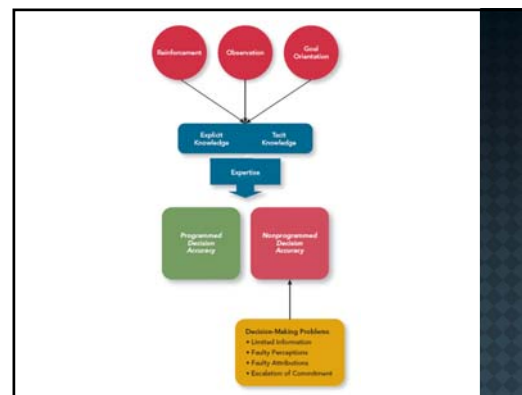 Reinforcement
Observation
Goal
Orientation
Explicit
Knowledge
Tacit
Knowledge
Expertise
Programmed
Decision
Accuracy
Nonprogrammed
Decision
Accuracy
Decision-Making Problems
• Limited Information
• Faulty Perceptions
• Faulty Attributions
• Escalation of Commitment